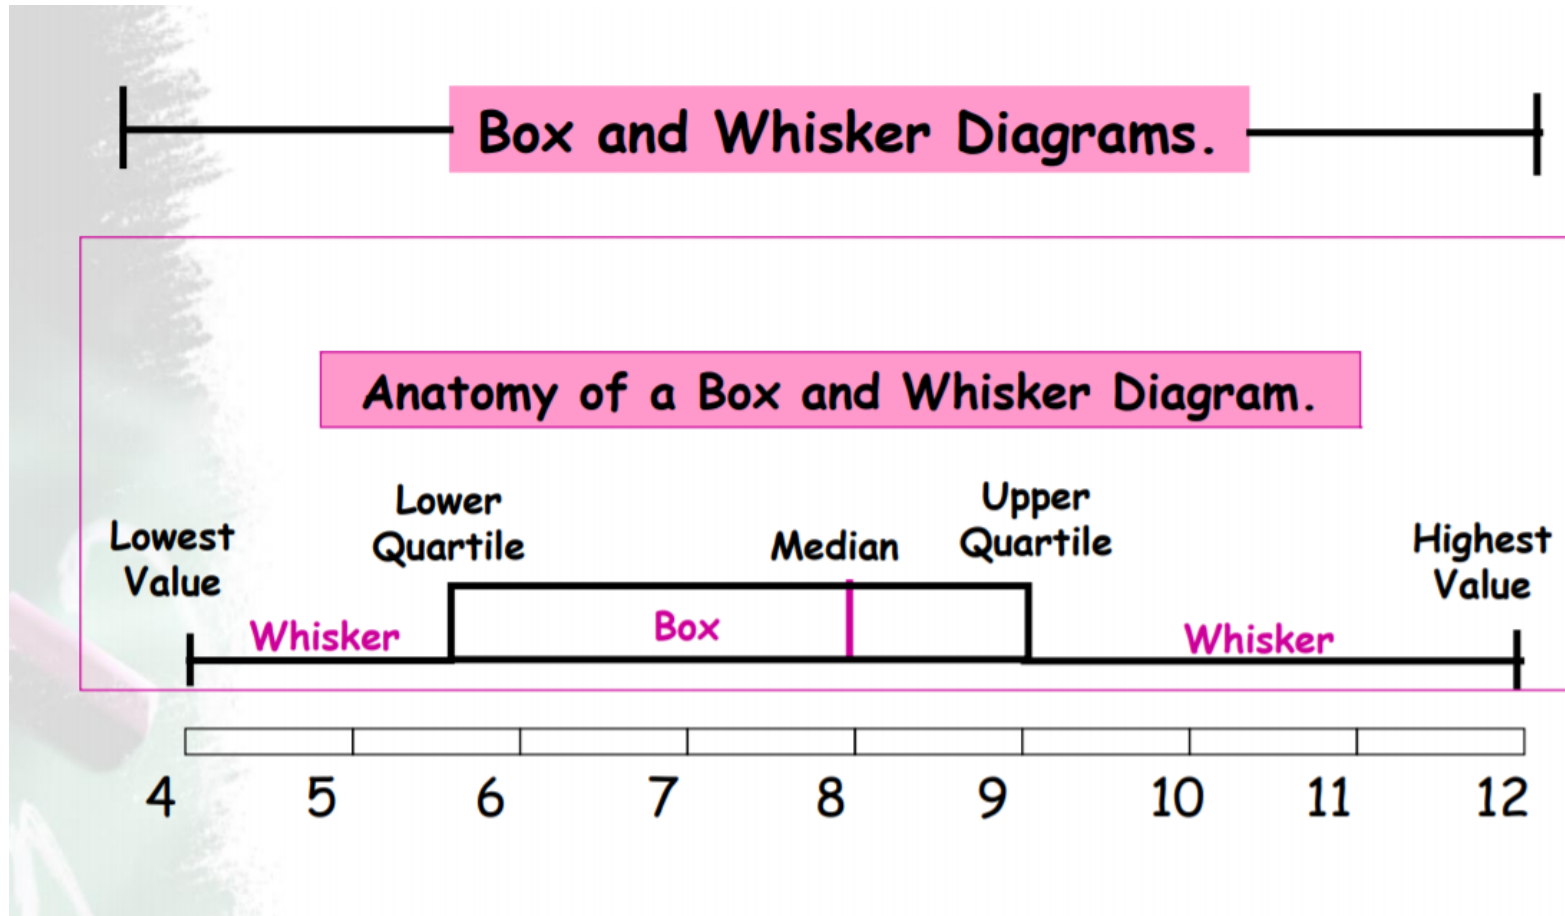 Box and Whisker Diagrams.
Anatomy of a Box and Whisker Diagram.
Lowest
Value
Lower
Quartile
Median
Upper
Quartile
Highest
Value
Whisker
Box
Whisker
4 5 6 7 8 9 10 11 12